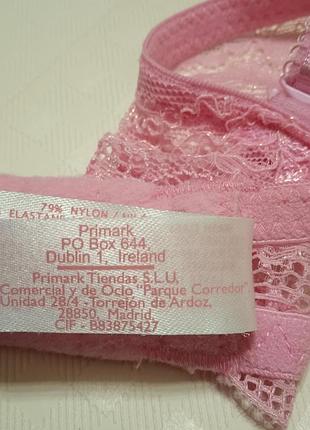 79% NYLON /
ELASTANE
Primark
PO Box 644,
Dublin 1, Ireland
Primark Tiendas S.L.U,
Comercial y de Ocio "Parque Corredor"
Unidad 28/4 - Torrejón de Ardoz,
28850, Madrid,
CIF - B83875427